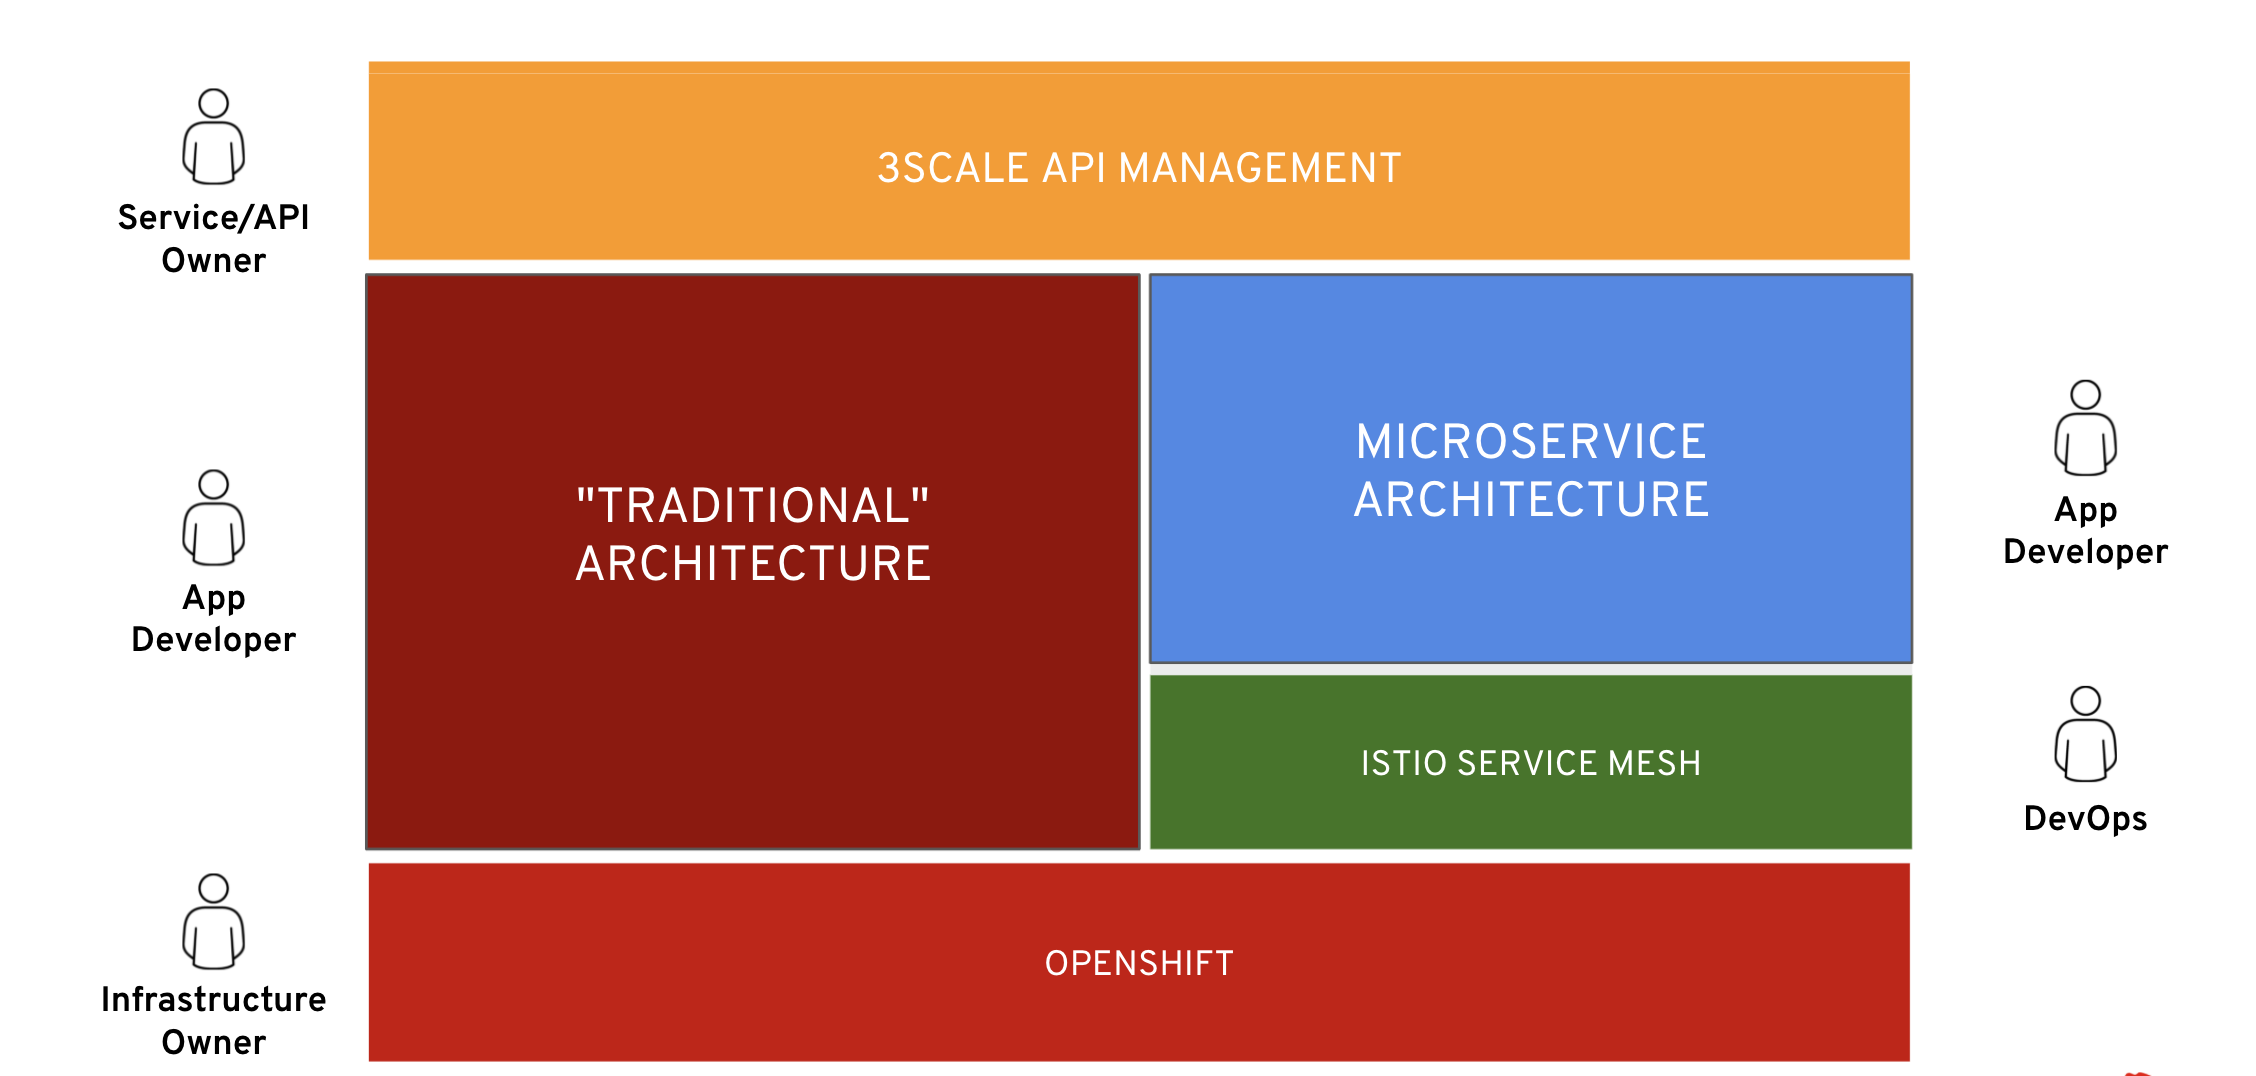 3SCALE API MANAGEMENT
Service/API
Owner
"TRADITIONAL"
ARCHITECTURE
MICROSERVICE
ARCHITECTURE
App
Developer
App
Developer
ISTIO SERVICE MESH
DevOps
OPENSHIFT
Infrastructure
Owner